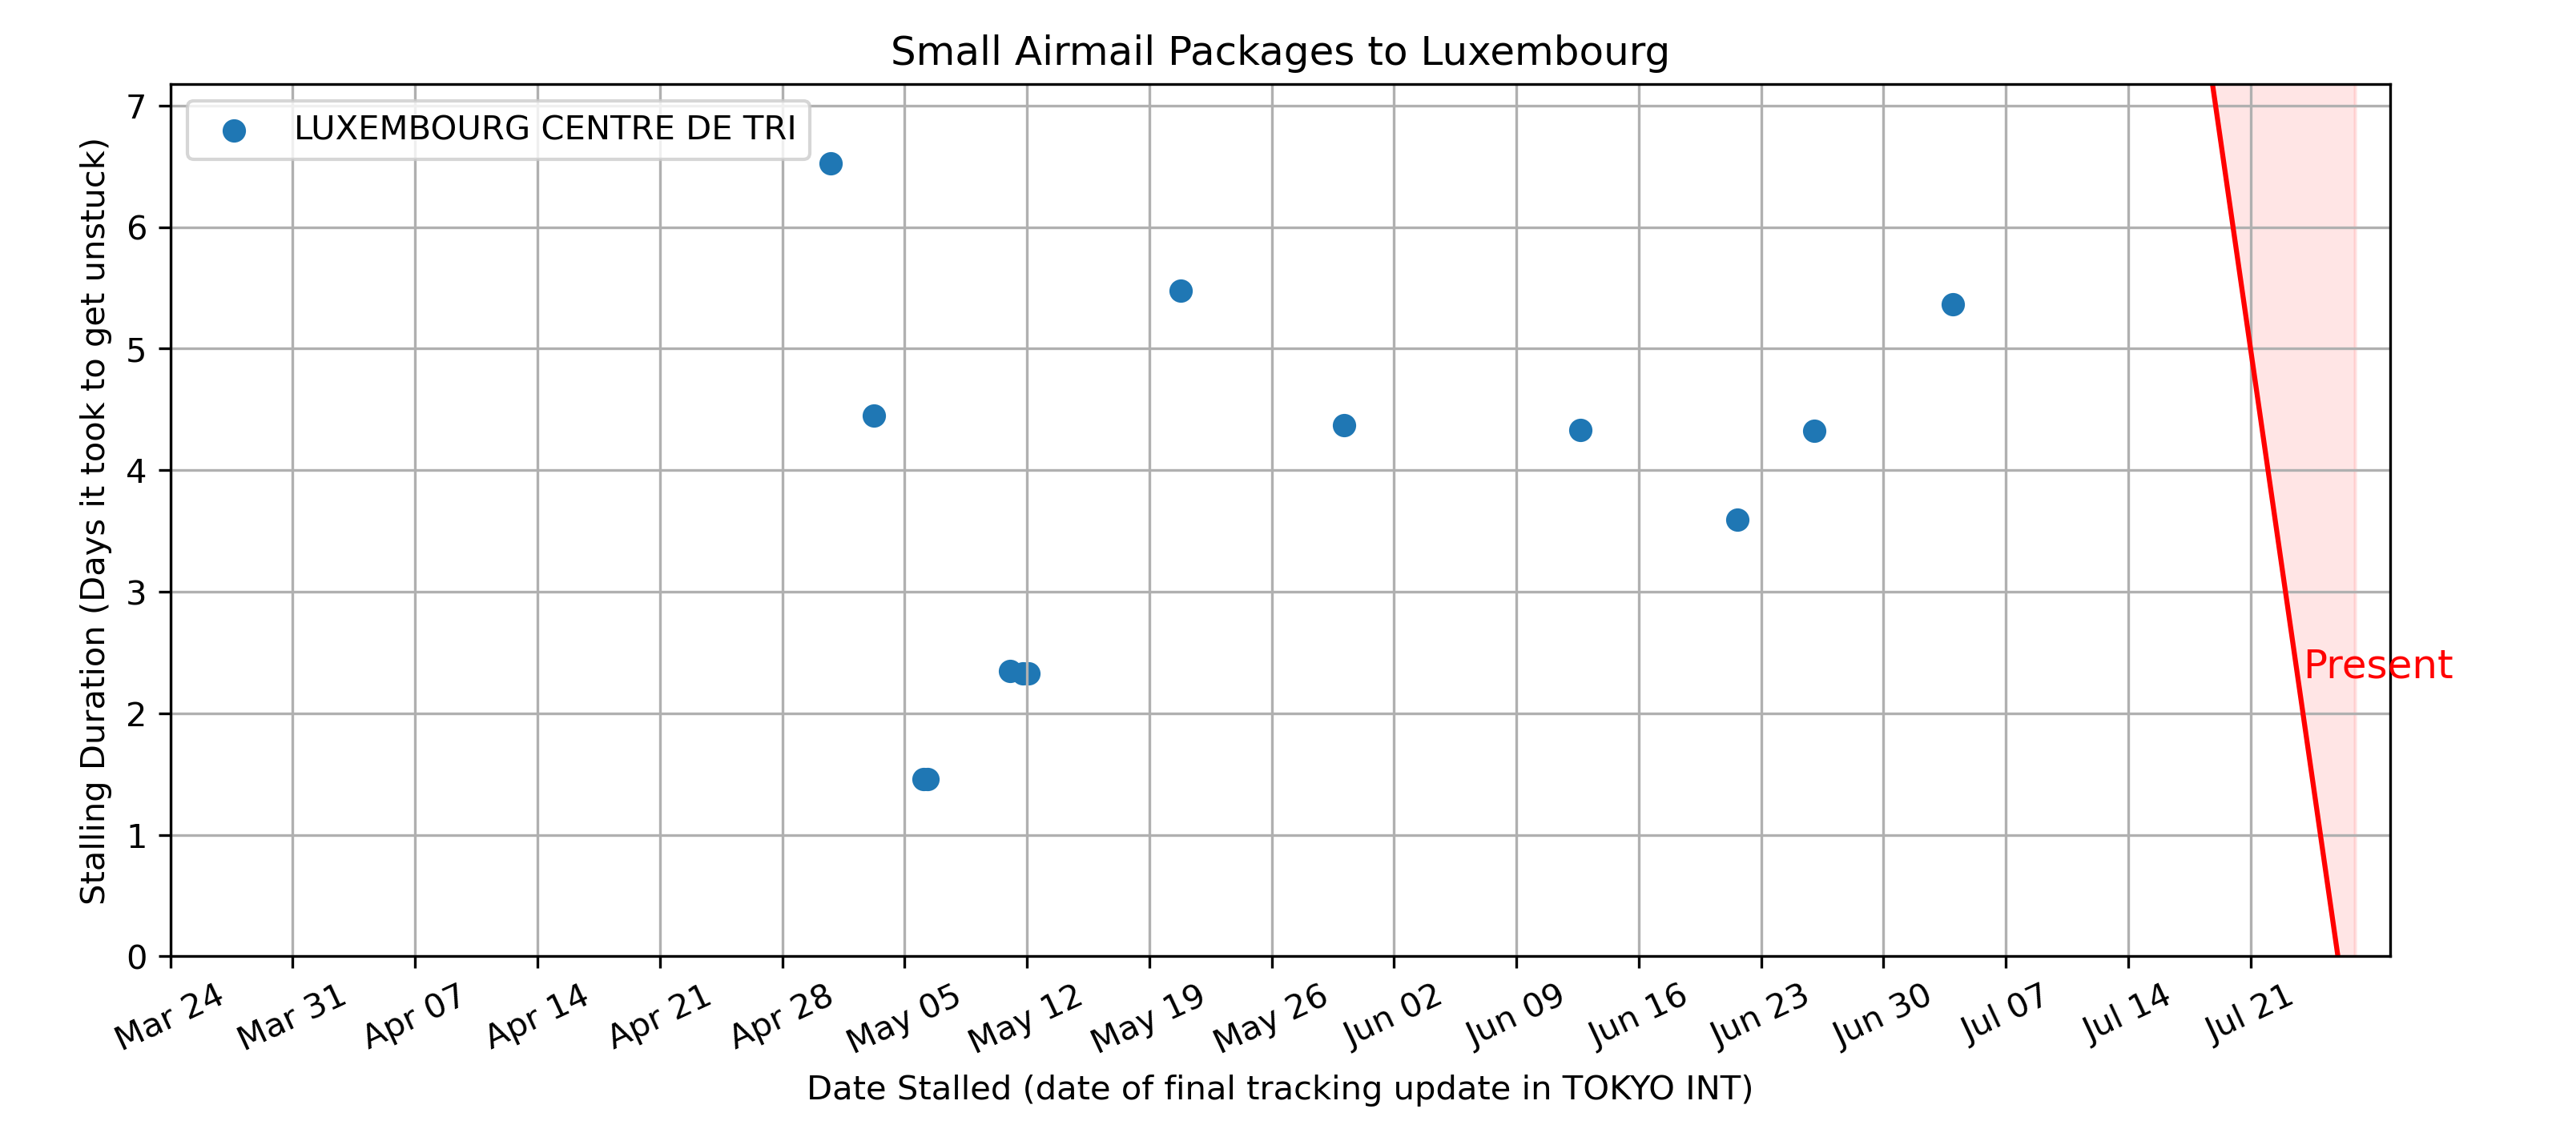 Small Airmail Packages to Luxembourg
LUXEMBOURG CENTRE DE TRI
Stalling Duration (Days it took to get unstuck)
7
6
5
4
3
2
1
0
Present
Mar 24 Mar 31 Apr 07 Apr 14 Apr 21 Apr 28 May 05 May 12 May 19 May 26 Jun 02 Jun 09 Jun 16 Jun 23 Jun 30 Jul 07 Jul 14 Jul 21
Date Stalled (date of final tracking update in TOKYO INT)